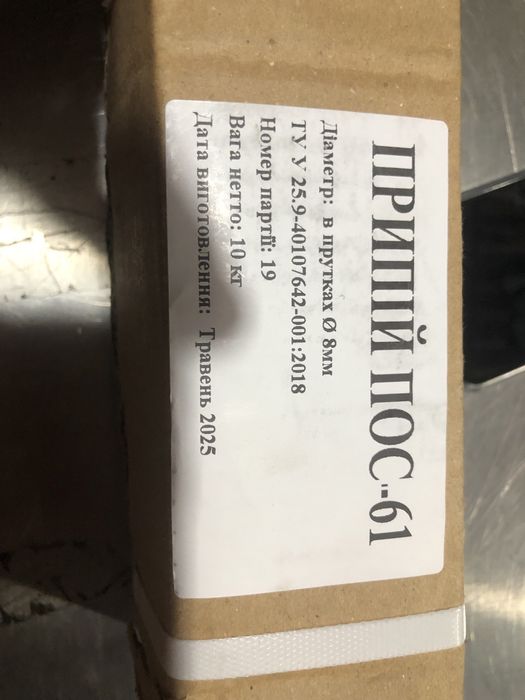 ПРИПІЙ ПОС-61
Діаметр: в прутках Ø 8мм
ТУ У 25.9-40107642-001:2018
Номер партії: 19
Вага нетто: 10 кг
Дата виготовлення: Травень 2025